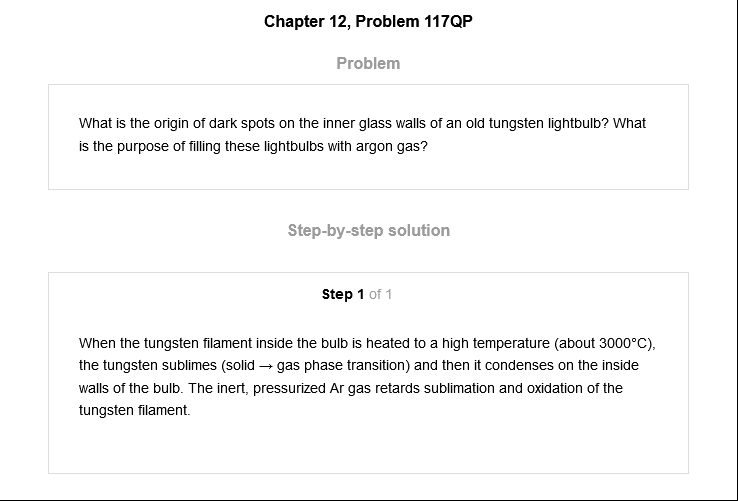 Chapter 12, Problem 117QP
Problem
What is the origin of dark spots on the inner glass walls of an old tungsten lightbulb? What
is the purpose of filling these lightbulbs with argon gas?
Step-by-step solution
Step 1 of 1
When the tungsten filament inside the bulb is heated to a high temperature (about 3000°C),
the tungsten sublimes (solid → gas phase transition) and then it condenses on the inside
walls of the bulb. The inert, pressurized Ar gas retards sublimation and oxidation of the
tungsten filament.